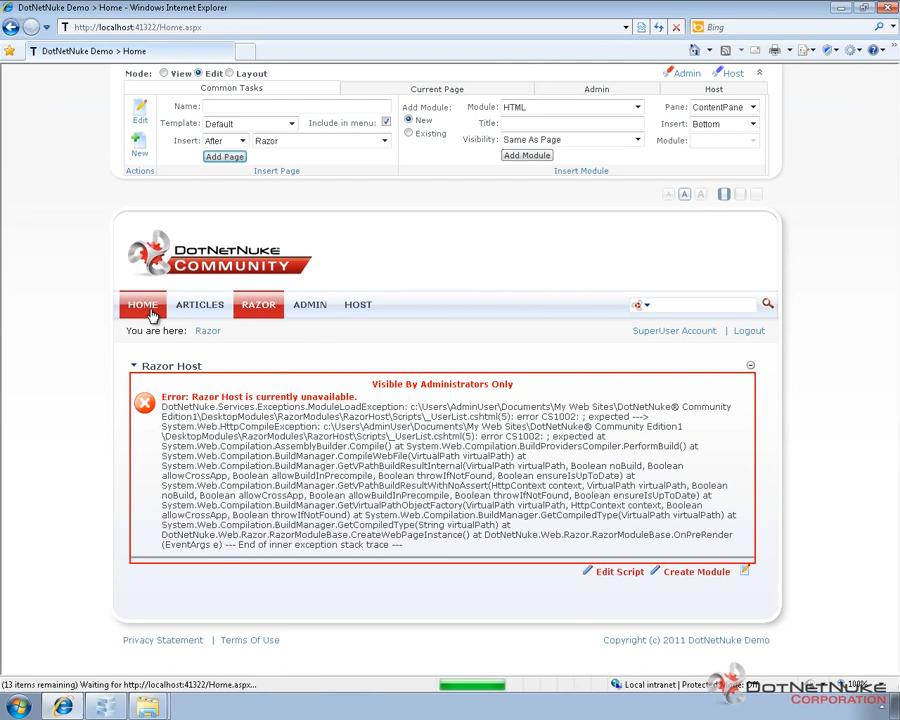 DotNetNuke Demo > Home - Windows Internet Explorer
http://localhost:41322/Home.aspx
Bing
DotNetNuke Demo > Home
Mode: View Edit Layout
Admin Host
Common Tasks Current Page Admin Host
Edit
New
Actions
Name:
Template: Default Include in menu:
Insert: After Razor
Add Page
Insert Page
Add Module: New Existing
Module: HTML
Title:
Visibility: Same As Page
Add Module
Insert Module
Pane: ContentPane
Insert: Bottom
Module:
A A A
DOTNETNUKE
COMMUNITY
HOME ARTICLES RAZOR ADMIN HOST
You are here: Razor
SuperUser Account | Logout
Razor Host
Visible By Administrators Only
Error: Razor Host is currently unavailable.
DotNetNuke.Services.Exceptions.ModuleLoadException: c:\Users\AdminUser\Documents\My Web Sites\DotNetNuke® Community
Edition1\DesktopModules\RazorModules\RazorHost\Scripts\_UserList.cshtml(5): error CS1002: ; expected --->
System.Web.HttpCompileException: c:\Users\AdminUser\Documents\My Web Sites\DotNetNuke® Community Edition1
\DesktopModules\RazorModules\RazorHost\Scripts\_UserList.cshtml(5): error CS1002: ; expected at
System.Web.Compilation.AssemblyBuilder.Compile() at System.Web.Compilation.BuildProvidersCompiler.PerformBuild() at
System.Web.Compilation.BuildManager.CompileWebFile(VirtualPath virtualPath) at
System.Web.Compilation.BuildManager.GetVPathBuildResultInternal(VirtualPath virtualPath, Boolean noBuild, Boolean
allowCrossApp, Boolean allowBuildInPrecompile, Boolean throwIfNotFound, Boolean ensureIsUpToDate) at
System.Web.Compilation.BuildManager.GetVPathBuildResultWithNoAssert(HttpContext context, VirtualPath virtualPath, Boolean
noBuild, Boolean allowCrossApp, Boolean allowBuildInPrecompile, Boolean throwIfNotFound, Boolean ensureIsUpToDate) at
System.Web.Compilation.BuildManager.GetVirtualPathObjectFactory(VirtualPath virtualPath, HttpContext context, Boolean
allowCrossApp, Boolean throwIfNotFound) at System.Web.Compilation.BuildManager.GetCompiledType(VirtualPath virtualPath) at
System.Web.Compilation.BuildManager.GetCompiledType(String virtualPath) at
DotNetNuke.Web.Razor.RazorModuleBase.CreateWebPageInstance() at DotNetNuke.Web.Razor.RazorModuleBase.OnPreRender
(EventArgs e) --- End of inner exception stack trace ---
Edit Script Create Module
Privacy Statement | Terms Of Use
Copyright (c) 2011 DotNetNuke Demo
(13 items remaining) Waiting for http://localhost:41322/Home.aspx...
Local intranet | Protected Mode: Off
DOTNETNUKE
CORPORATION